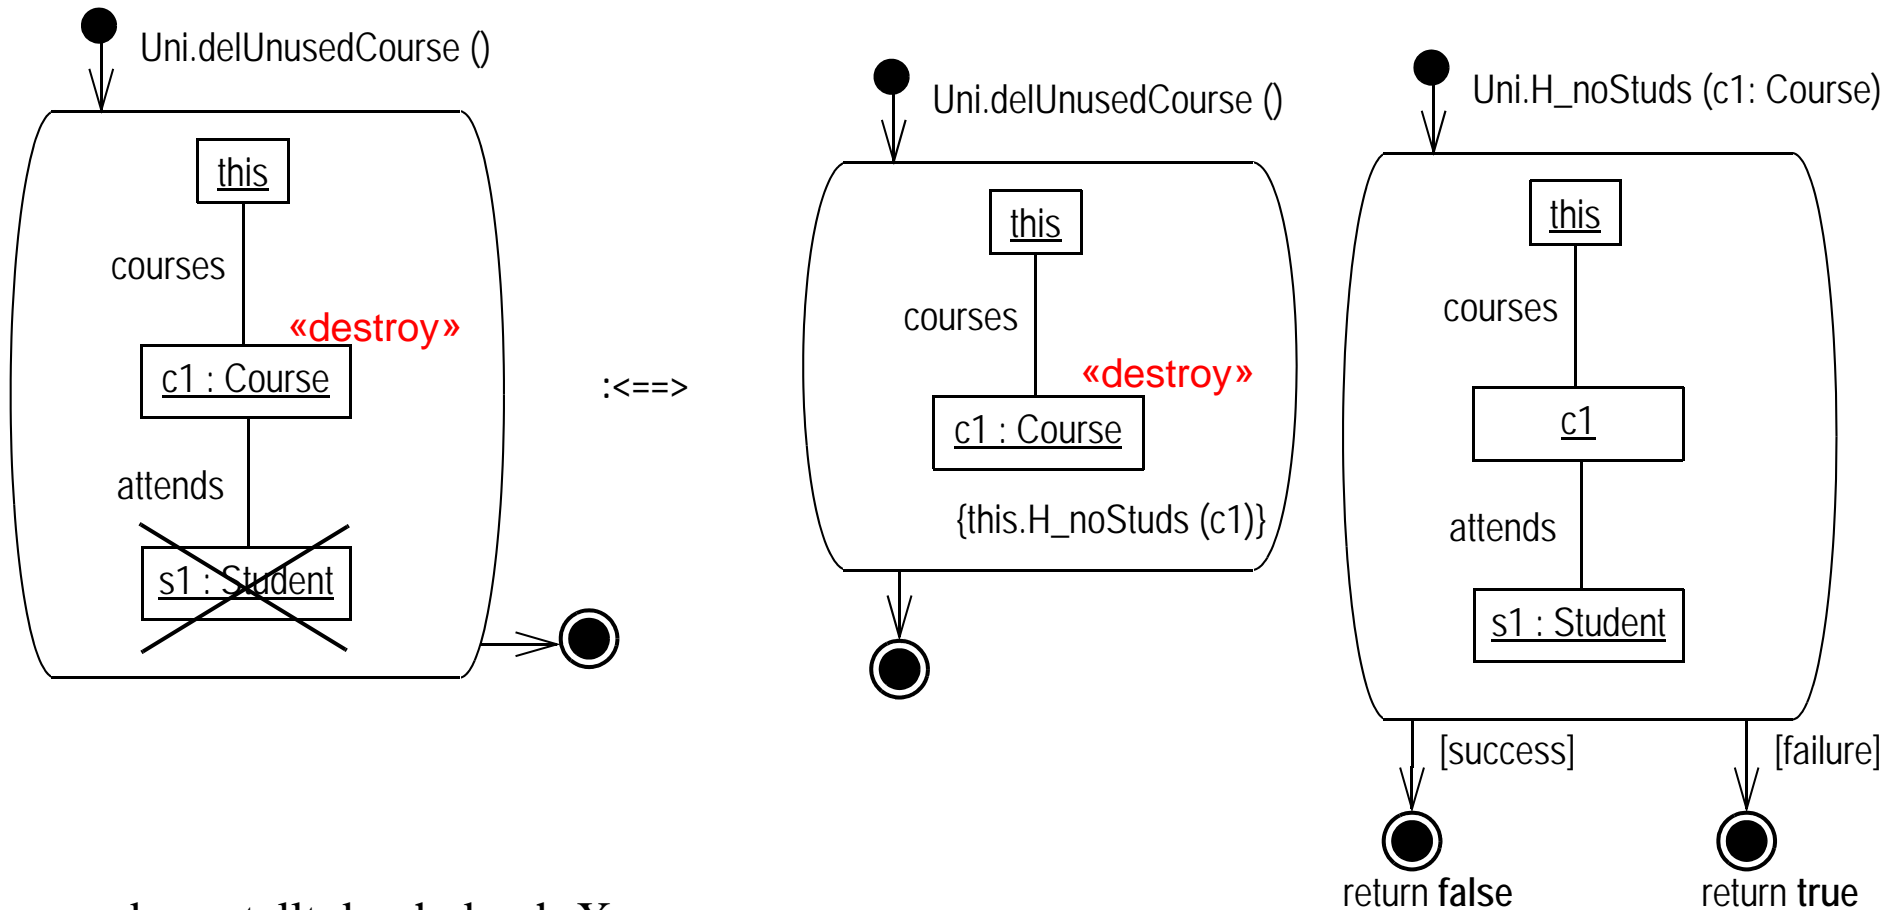 Uni.delUnusedCourse ()
this
courses
«destroy»
c1 : Course
attends
s1 : Student
:<==>
Uni.delUnusedCourse ()
this
courses
«destroy»
c1 : Course
{this.H_noStuds (c1)}
Uni.H_noStuds (c1: Course)
this
courses
c1
attends
s1 : Student
[success]
[failure]
return false
return true